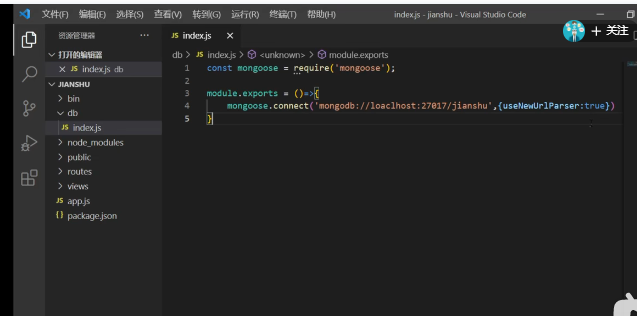 文件(F) 编辑(E) 选择(S) 查看(V) 转到(G) 运行(R) 终端(T) 帮助(H) index.js - jianshu - Visual Studio Code
+ 关注
资源管理器 ···
打开的编辑器
JS index.js db
JIANSHU
bin
db
JS index.js
node_modules
public
routes
views
JS app.js
{} package.json
JS index.js
db > JS index.js > <unknown> > module.exports
1 const mongoose = require('mongoose');
2
3 module.exports = ()=>{
4 mongoose.connect('mongodb://loaclhost:27017/jianshu',{useNewUrlParser:true})
5 }